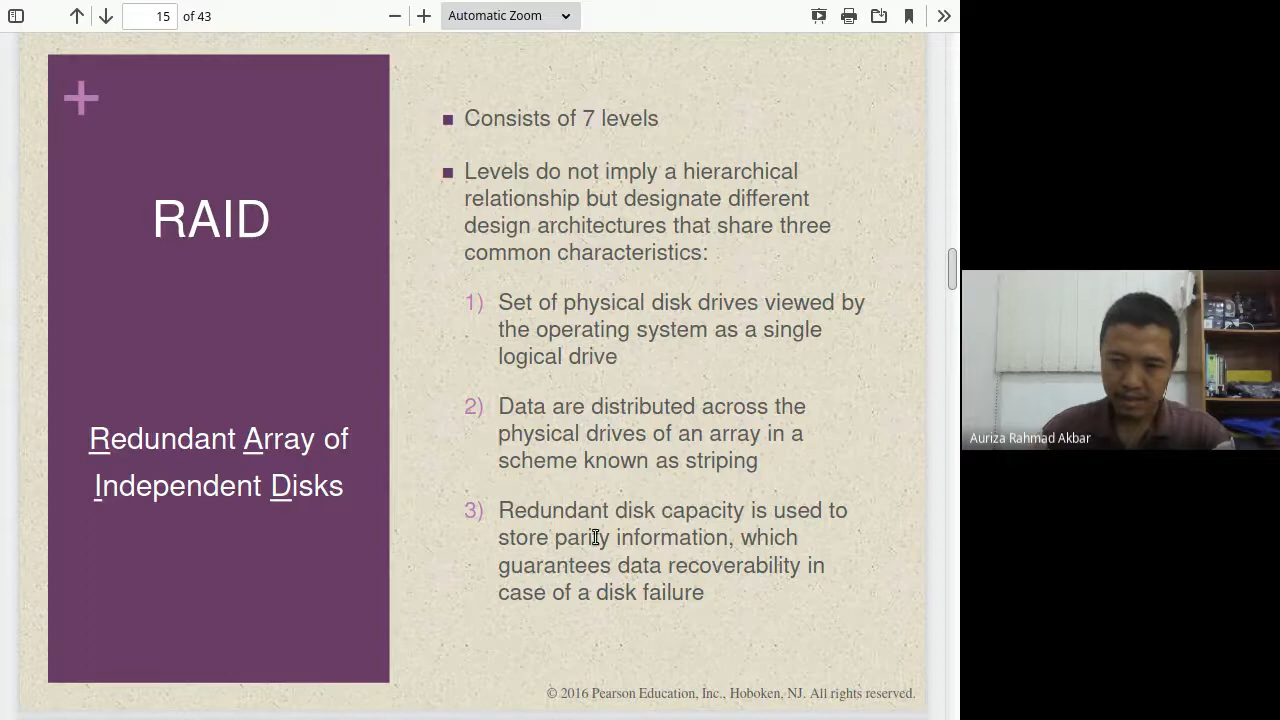 15 of 43
Automatic Zoom
+
RAID
Redundant Array of
Independent Disks
Consists of 7 levels
Levels do not imply a hierarchical
relationship but designate different
design architectures that share three
common characteristics:
1) Set of physical disk drives viewed by
the operating system as a single
logical drive
2) Data are distributed across the
physical drives of an array in a
scheme known as striping
3) Redundant disk capacity is used to
store parity information, which
guarantees data recoverability in
case of a disk failure
© 2016 Pearson Education, Inc., Hoboken, NJ. All rights reserved.
Auriza Rahmad Akbar